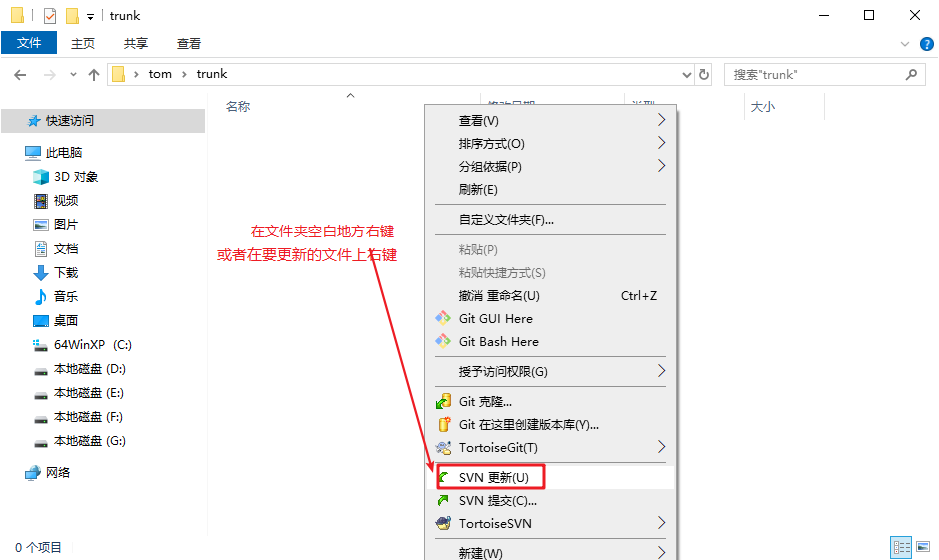 trunk
文件 主页 共享 查看
tom trunk 搜索"trunk"
名称 修改日期 类型 大小
快速访问
此电脑
3D 对象
视频
图片
文档
下载
音乐
桌面
64WinXP (C:)
本地磁盘 (D:)
本地磁盘 (E:)
本地磁盘 (F:)
本地磁盘 (G:)
网络
在文件夹空白地方右键
或者在要更新的文件上右键
查看(V)
排序方式(O)
分组依据(P)
刷新(E)
自定义文件夹(F)...
粘贴(P)
粘贴快捷方式(S)
撤消 重命名(U) Ctrl+Z
Git GUI Here
Git Bash Here
授予访问权限(G)
Git 克隆...
Git 在这里创建版本库(Y)...
TortoiseGit(T)
SVN 更新(U)
SVN 提交(C)...
TortoiseSVN
新建(W)
0 个项目